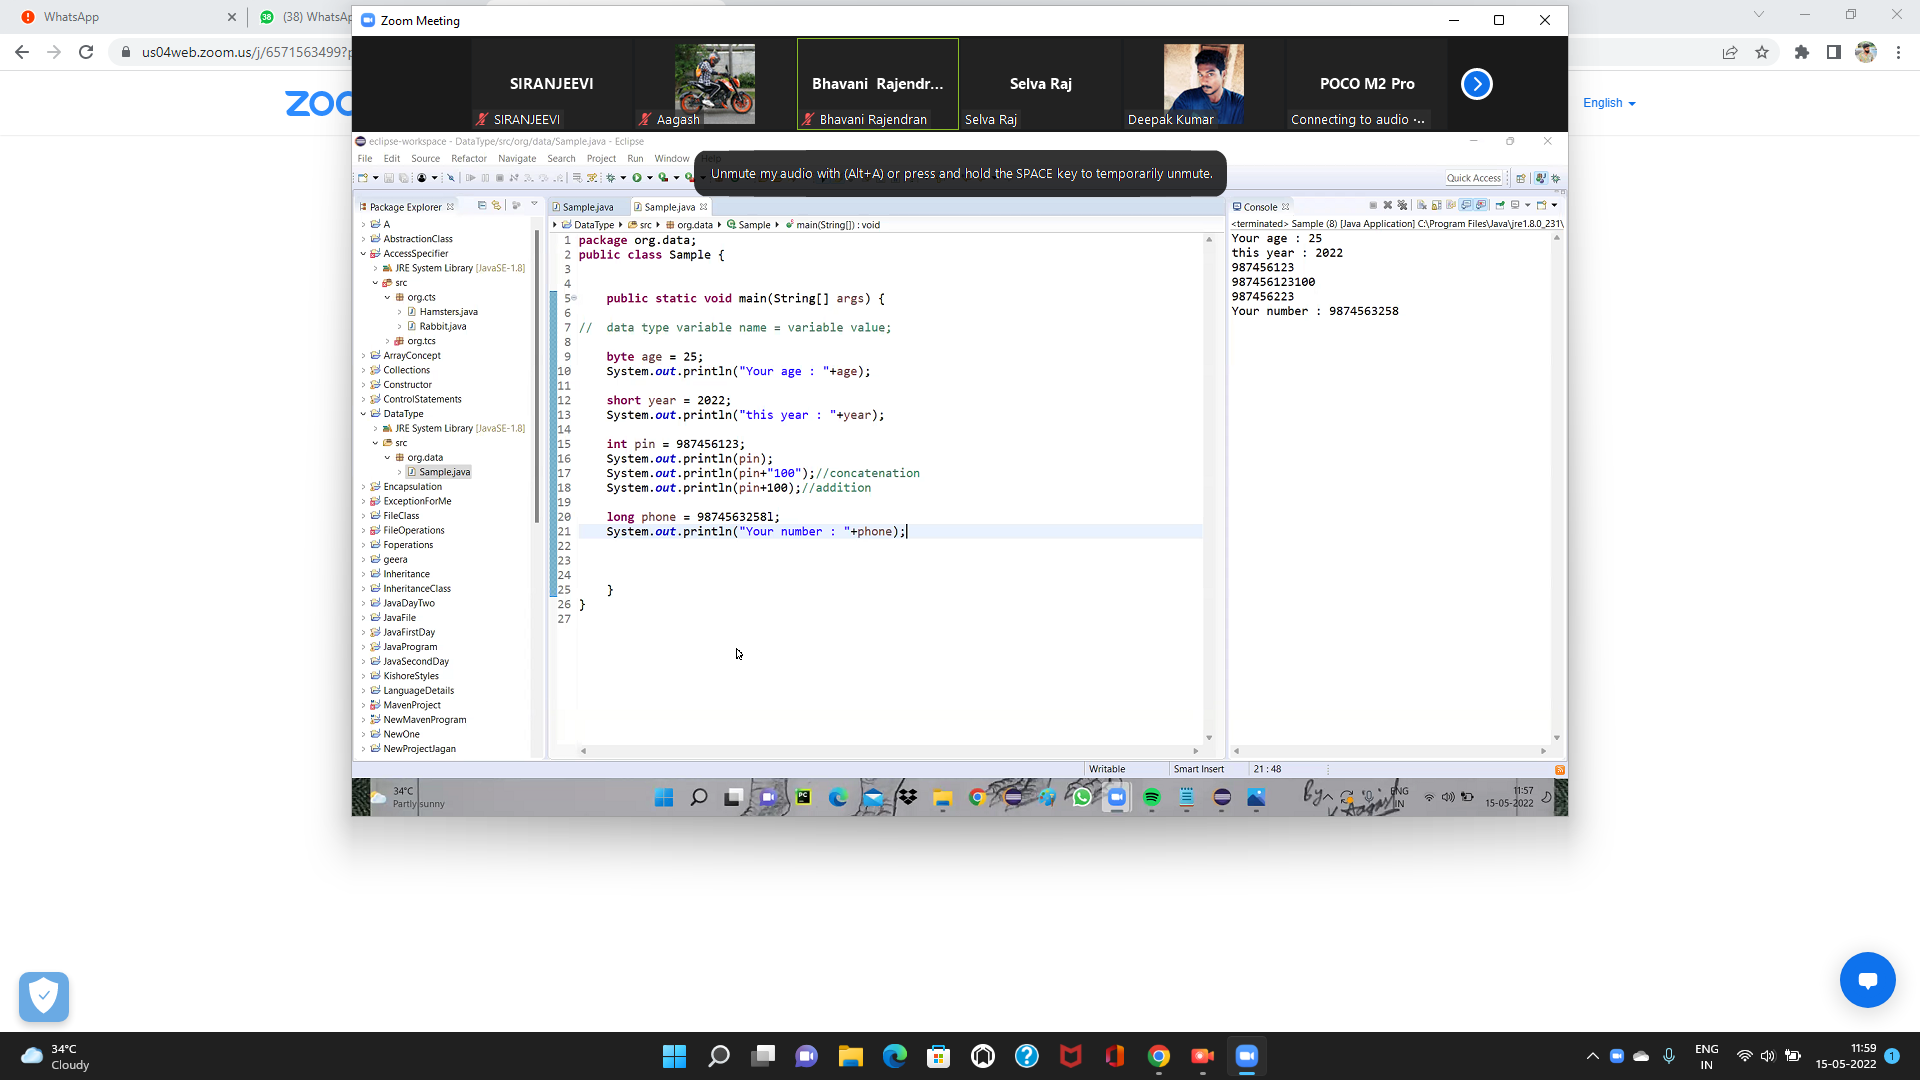 WhatsApp
(38) WhatsAp
us04web.zoom.us/j/6571563499?p
ZOO
English
Zoom Meeting
SIRANJEEVI
Bhavani Rajendr...
Selva Raj
POCO M2 Pro
SIRANJEEVI
Aagash
Bhavani Rajendran
Selva Raj
Deepak Kumar
Connecting to audio ·..
eclipse-workspace - DataType/src/org/data/Sample.java - Eclipse
File Edit Source Refactor Navigate Search Project Run Window Help
Unmute my audio with (Alt+A) or press and hold the SPACE key to temporarily unmute.
Quick Access
Package Explorer
A
AbstractionClass
AccessSpecifier
JRE System Library [JavaSE-1.8]
src
org.cts
Hamsters.java
Rabbit.java
org.tcs
ArrayConcept
Collections
Constructor
ControlStatements
DataType
JRE System Library [JavaSE-1.8]
src
org.data
Sample.java
Encapsulation
ExceptionForMe
FileClass
FileOperations
Foperations
geera
Inheritance
InheritanceClass
JavaDayTwo
JavaFile
JavaFirstDay
JavaProgram
JavaSecondDay
KishoreStyles
LanguageDetails
MavenProject
NewMavenProgram
NewOne
NewProjectJagan
Sample.java
Sample.java
DataType src org.data Sample main(String[]) : void
1 package org.data;
2 public class Sample {
3
4
5 public static void main(String[] args) {
6
7 // data type variable name = variable value;
8
9 byte age = 25;
10 System.out.println("Your age : "+age);
11
12 short year = 2022;
13 System.out.println("this year : "+year);
14
15 int pin = 987456123;
16 System.out.println(pin);
17 System.out.println(pin+"100");//concatenation
18 System.out.println(pin+100);//addition
19
20 long phone = 9874563258l;
21 System.out.println("Your number : "+phone);
22
23
24
25 }
26 }
27
Console
<terminated> Sample (8) [Java Application] C:\Program Files\Java\jre1.8.0_231\
Your age : 25
this year : 2022
987456123
987456123100
987456223
Your number : 9874563258
Writable
Smart Insert
21 : 48
34°C
Partly sunny
By
ENG
IN
11:57
15-05-2022
34°C
Cloudy
ENG
IN
11:59
15-05-2022
1